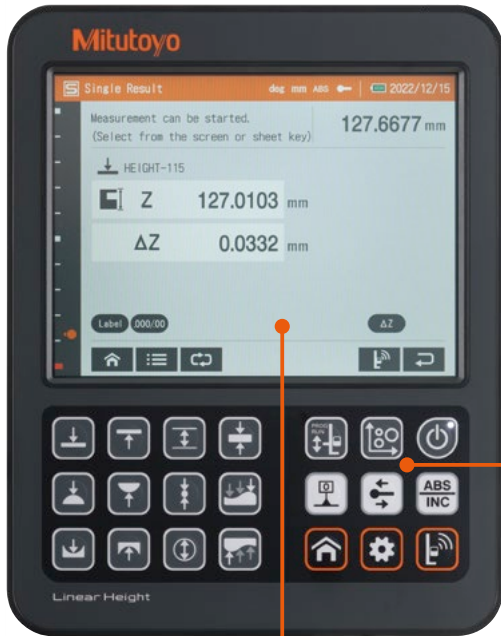 Mitutoyo
Single Result deg mm ABS 2022/12/15
Measurement can be started.
(Select from the screen or sheet key)
127.6677 mm
HEIGHT-115
Z 127.0103 mm
ΔZ 0.0332 mm
Label .000/00 ΔZ
PROG
RUN
ABS
INC
Linear Height